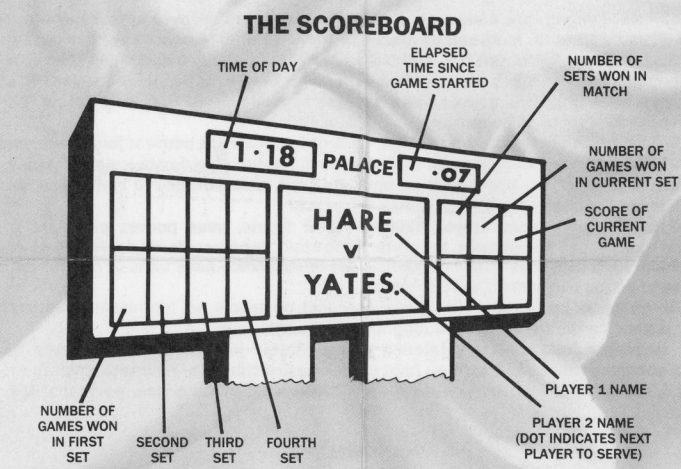 THE SCOREBOARD
TIME OF DAY
ELAPSED
TIME SINCE
GAME STARTED
NUMBER OF
SETS WON IN
MATCH
NUMBER OF
GAMES WON
IN CURRENT SET
SCORE OF
CURRENT
GAME
1·18
PALACE
·07
HARE
V
YATES.
PLAYER 1 NAME
PLAYER 2 NAME
(DOT INDICATES NEXT
PLAYER TO SERVE)
NUMBER OF
GAMES WON
IN FIRST
SET
SECOND
SET
THIRD
SET
FOURTH
SET